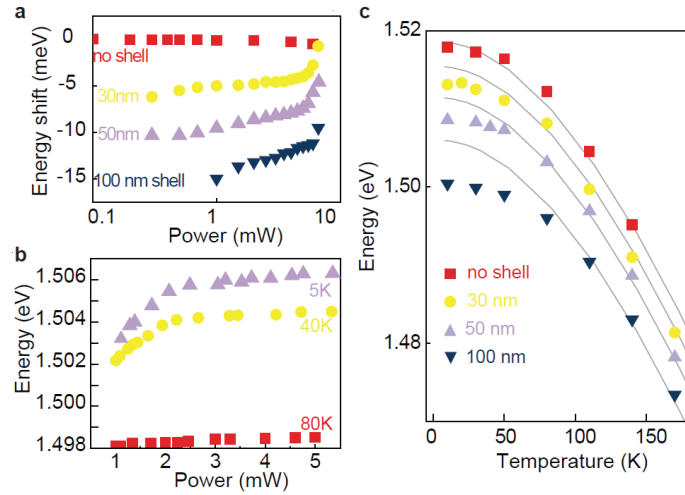 a
Energy shift (meV)
0
-5
-10
-15
no shell
30nm
50nm
100 nm shell
0.1
1
10
Power (mW)
b
Energy (eV)
1.506
1.504
1.502
1.500
1.498
5K
40K
80K
1
2
3
4
5
Power (mW)
c
Energy (eV)
1.52
1.50
1.48
no shell
30 nm
50 nm
100 nm
0
50
100
150
Temperature (K)